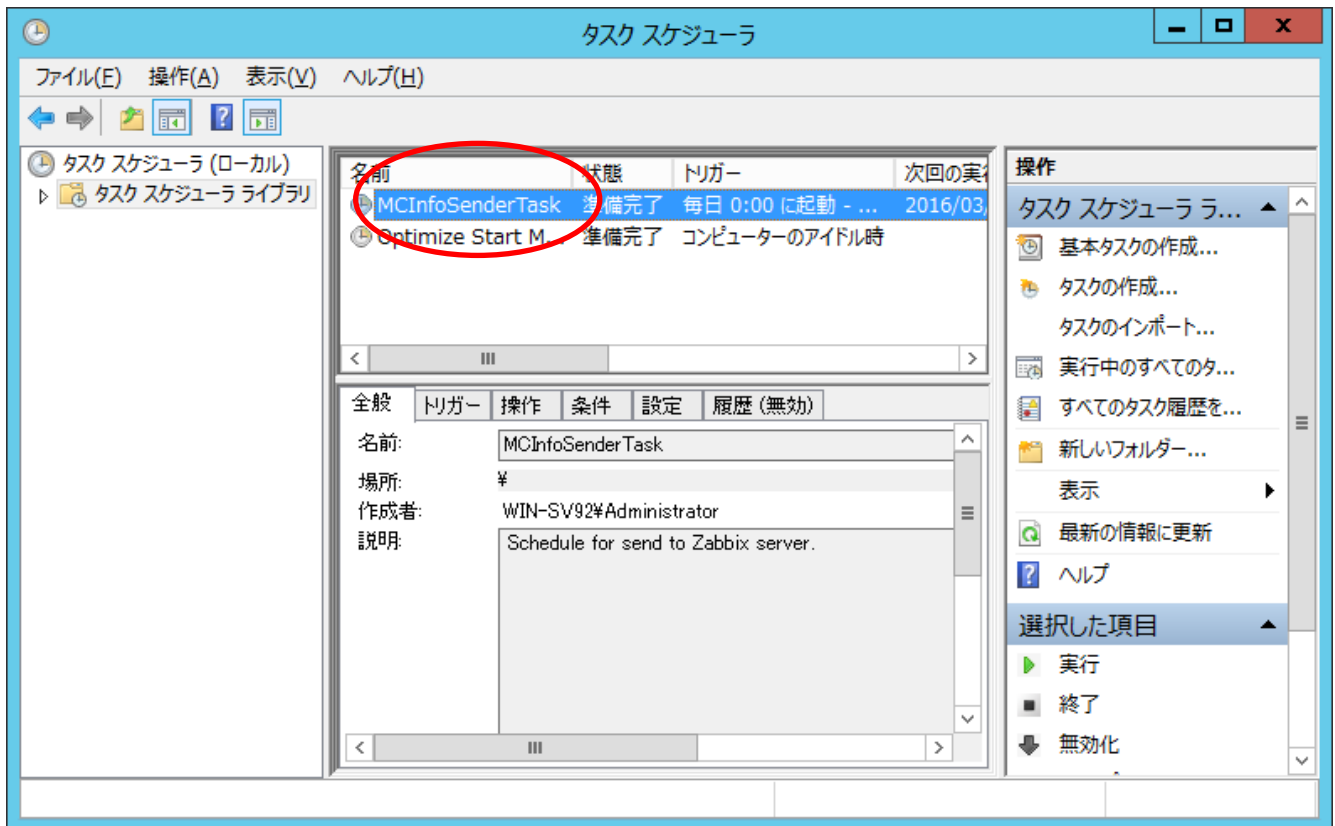 タスク スケジューラ
ファイル(F) 操作(A) 表示(V) ヘルプ(H)
タスク スケジューラ (ローカル)
タスク スケジューラ ライブラリ
名前 状態 トリガー 次回の実行
MCInfoSenderTask 準備完了 毎日 0:00 に起動 - ... 2016/03/
Optimize Start M... 準備完了 コンピューターのアイドル時
全般 トリガー 操作 条件 設定 履歴 (無効)
名前: MCInfoSenderTask
場所: ¥
作成者: WIN-SV92¥Administrator
説明: Schedule for send to Zabbix server.
操作
タスク スケジューラ ラ...
基本タスクの作成...
タスクの作成...
タスクのインポート...
実行中のすべてのタ...
すべてのタスク履歴を...
新しいフォルダー...
表示
最新の情報に更新
ヘルプ
選択した項目
実行
終了
無効化